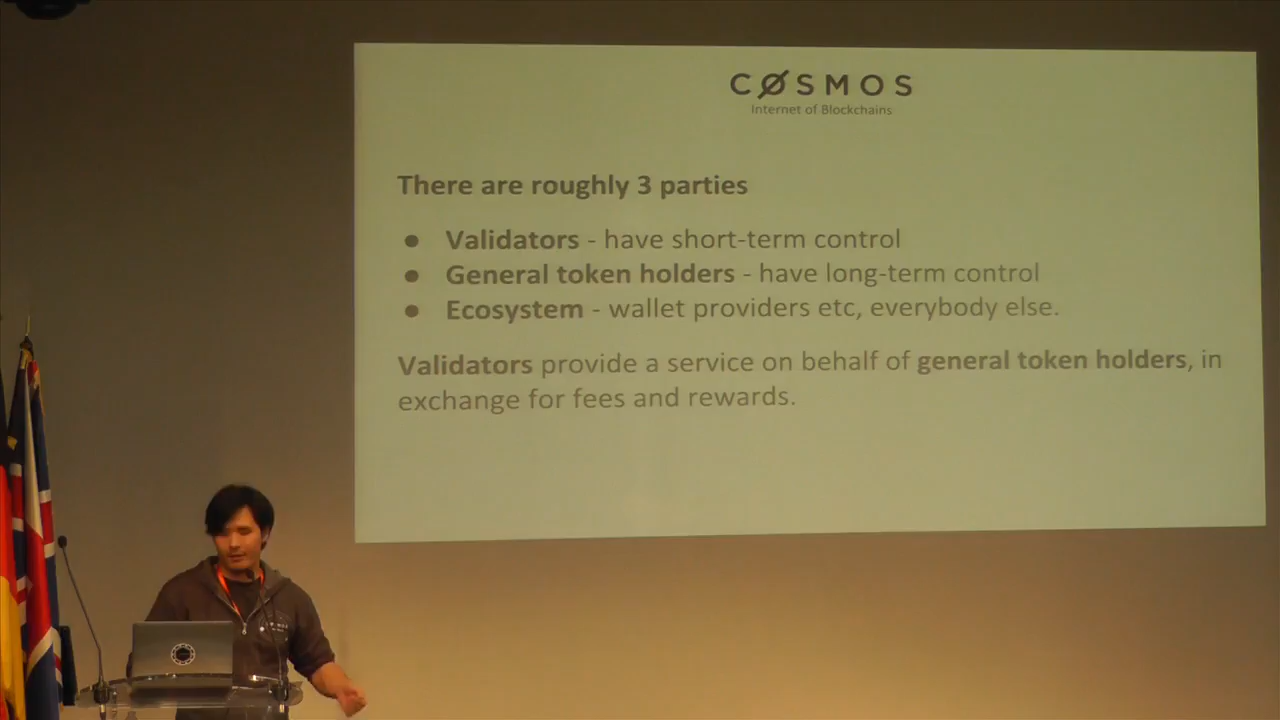 CØSMOS
Internet of Blockchains
There are roughly 3 parties
● Validators - have short-term control
● General token holders - have long-term control
● Ecosystem - wallet providers etc, everybody else.
Validators provide a service on behalf of general token holders, in
exchange for fees and rewards.